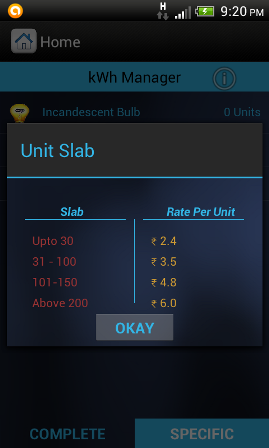 H
9:20 PM
Home
kWh Manager
Incandescent Bulb 0 Units
Unit Slab
Slab Rate Per Unit
Upto 30 ₹ 2.4
31 - 100 ₹ 3.5
101-150 ₹ 4.8
Above 200 ₹ 6.0
OKAY
COMPLETE SPECIFIC